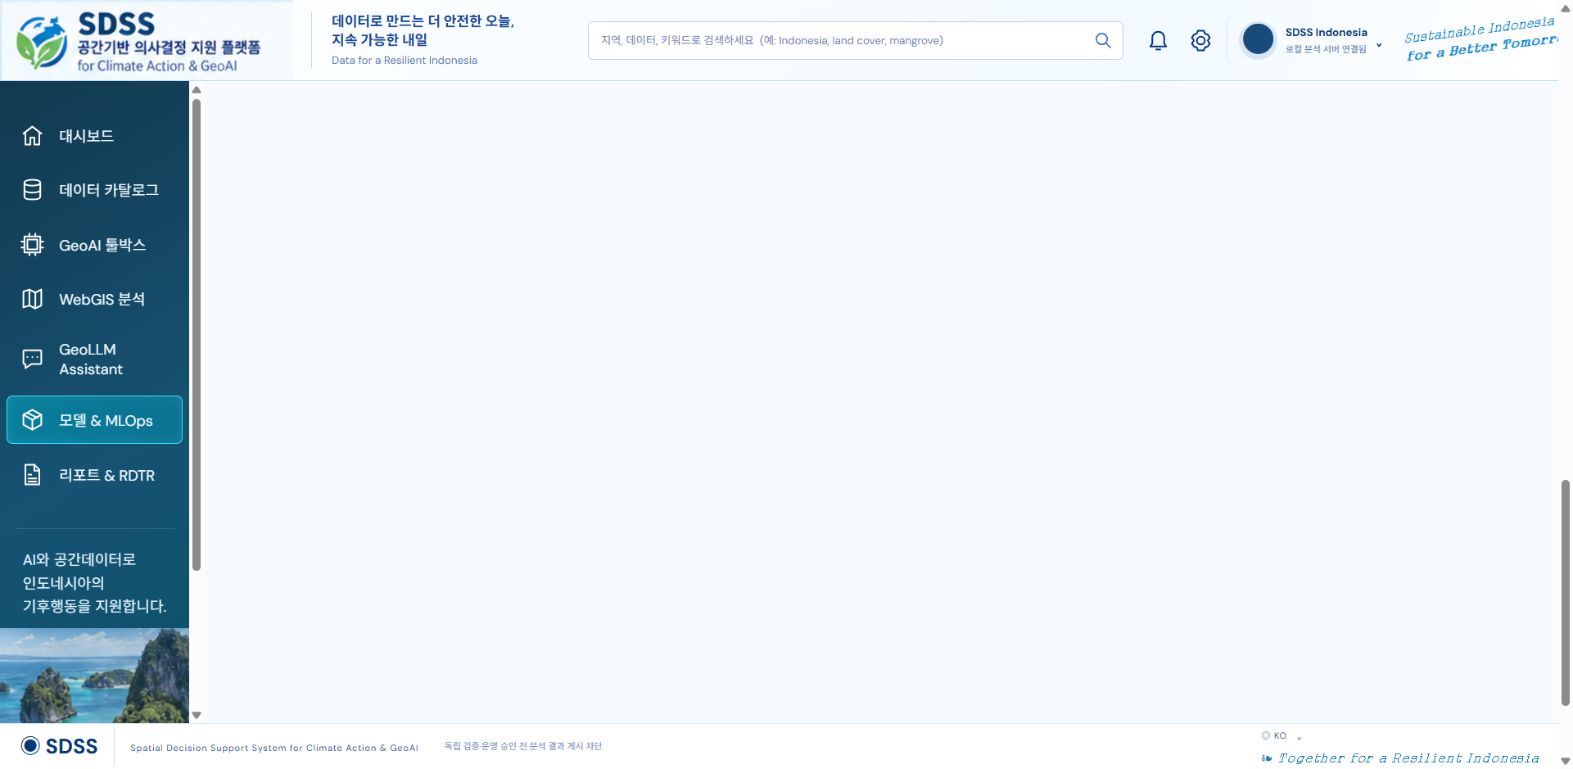 SDSS
공간기반 의사결정 지원 플랫폼
for Climate Action & GeoAI
데이터로 만드는 더 안전한 오늘,
지속 가능한 내일
Data for a Resilient Indonesia
지역, 데이터, 키워드로 검색하세요 (예: Indonesia, land cover, mangrove)
SDSS Indonesia
로컬 분석 서버 연결됨
Sustainable Indonesia
for a Better Tomorr
대시보드
데이터 카탈로그
GeoAI 툴박스
WebGIS 분석
GeoLLM
Assistant
모델 & MLOps
리포트 & RDTR
AI와 공간데이터로
인도네시아의
기후행동을 지원합니다.
SDSS
Spatial Decision Support System for Climate Action & GeoAI
독립 검증·운영 승인 전 분석 결과 게시 차단
KO
Together for a Resilient Indonesia